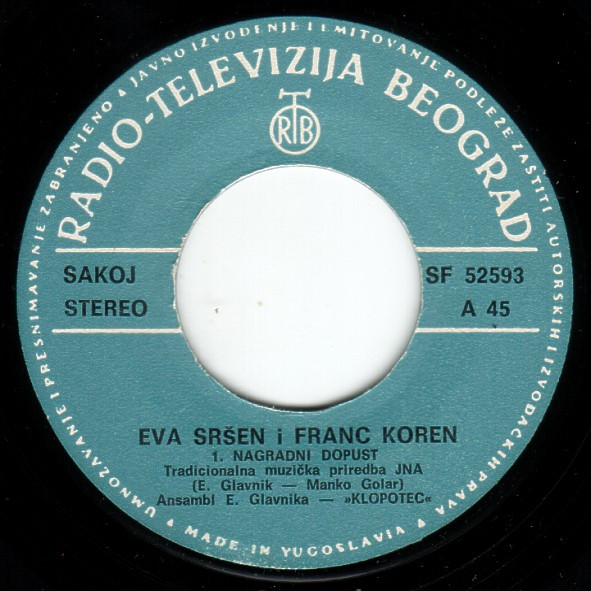 UMNOŽAVANJE I PRESNIMAVANJE ZABRANJENO • JAVNO IZVOĐENJE I EMITOVANJE PODLEŽE ZAŠTITI AUTORSKIH I IZVOĐAČKIH PRAVA •
RADIO-TELEVIZIJA BEOGRAD
RTB
SAKOJ
SF 52593
STEREO
A 45
EVA SRŠEN i FRANC KOREN
1. NAGRADNI DOPUST
Tradicionalna muzička priredba JNA
(E. Glavnik — Manko Golar)
Ansambl E. Glavnika — »KLOPOTEC«
MADE IN YUGOSLAVIA